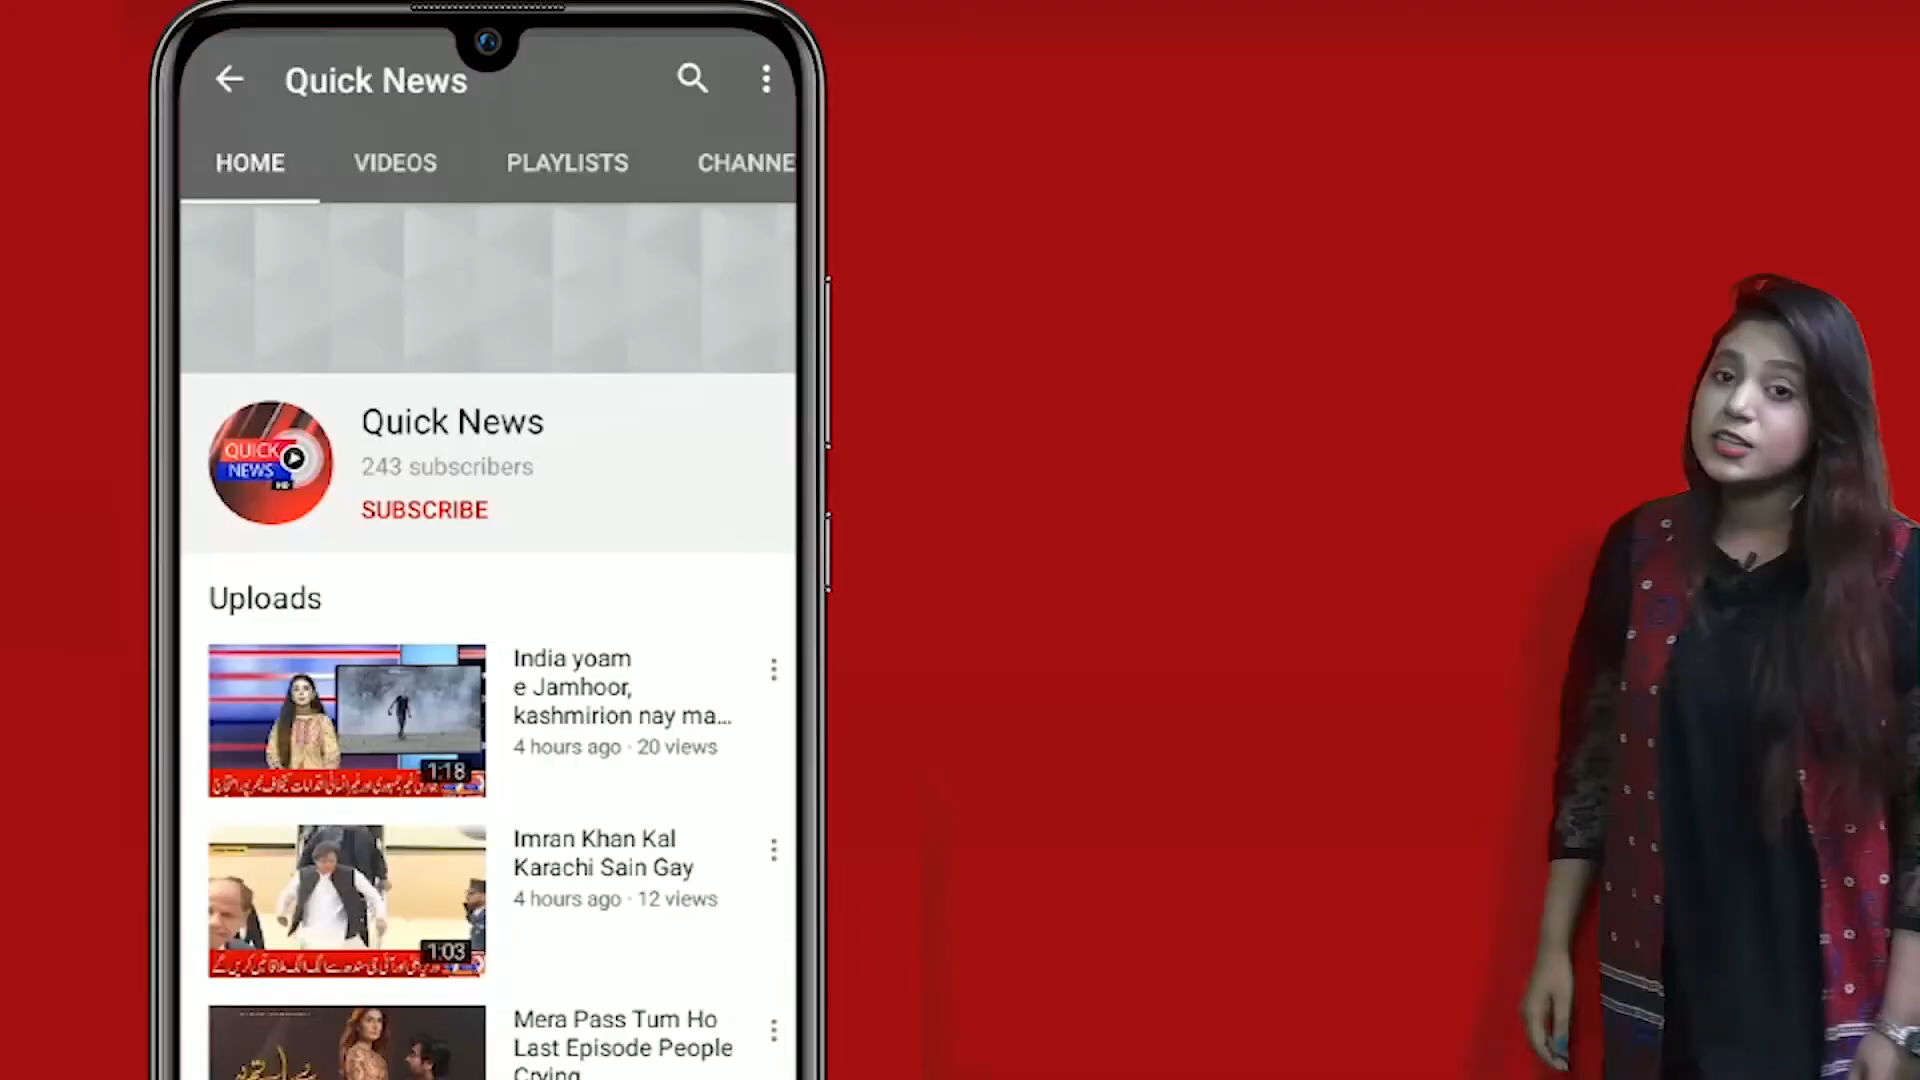 Quick News
HOME VIDEOS PLAYLISTS CHANNE
QUICK
NEWS
HD
Quick News
243 subscribers
SUBSCRIBE
Uploads
India yoam
e Jamhoor,
kashmirion nay ma...
4 hours ago · 20 views
1:18
Imran Khan Kal
Karachi Sain Gay
4 hours ago · 12 views
1:03
Mera Pass Tum Ho
Last Episode People
Crying